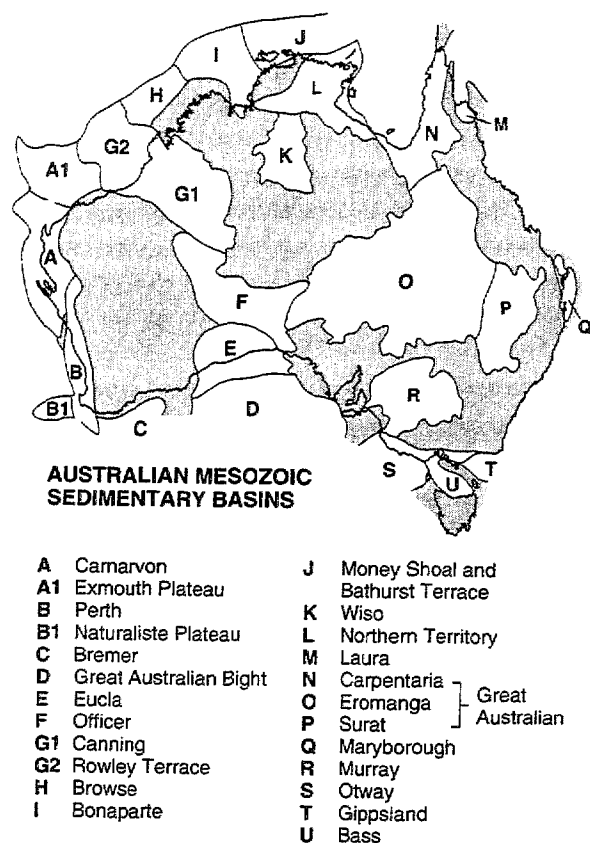 J
I
H
L
M
N
G2
K
A1
G1
A
O
F
P
Q
E
B
R
B1
D
C
S
T
U
AUSTRALIAN MESOZOIC
SEDIMENTARY BASINS
A Carnarvon
A1 Exmouth Plateau
B Perth
B1 Naturaliste Plateau
C Bremer
D Great Australian Bight
E Eucla
F Officer
G1 Canning
G2 Rowley Terrace
H Browse
I Bonaparte
J Money Shoal and
Bathurst Terrace
K Wiso
L Northern Territory
M Laura
N Carpentaria
O Eromanga
P Surat
Great
Australian
Q Maryborough
R Murray
S Otway
T Gippsland
U Bass